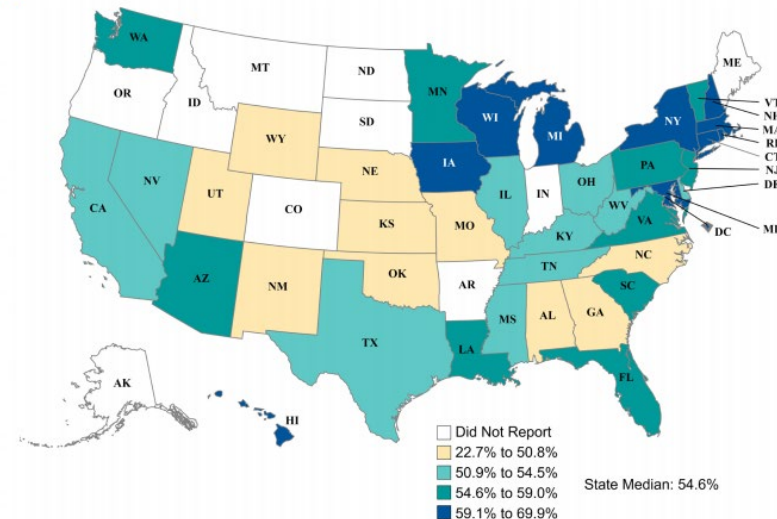 WA
MT
ND
MN
ME
OR
ID
SD
WI
MI
NY
VT
MA
WY
IA
PA
NV
UT
NE
IL
IN
OH
NJ
CA
CO
KS
MO
KY
WV
VA
DC
AZ
NM
OK
AR
TN
NC
SC
TX
LA
MS
AL
GA
FL
AK
HI
Did Not Report
22.7% to 50.8%
50.9% to 54.5%
54.6% to 59.0%
59.1% to 69.9%
State Median: 54.6%